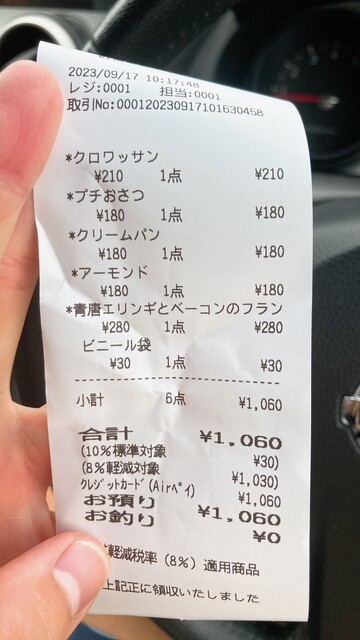 2023/09/17 10:17:48
レジ:0001 担当:0001
取引No:00012023091710163​0458
*クロワッサン
¥210 1点 ¥210
*プチおさつ
¥180 1点 ¥180
*クリームパン
¥180 1点 ¥180
*アーモンド
¥180 1点 ¥180
*青唐エリンギとベーコンのフラン
¥280 1点 ¥280
ビニール袋
¥30 1点 ¥30
小計 6点 ¥1,060
合計 ¥1,060
(10%標準対象 ¥30)
(8%軽減対象 ¥1,030)
クレジットカード(Airペイ) ¥1,060
お預り ¥1,060
お釣り ¥0
軽減税率(8%)適用商品
上記正に領収いたしました